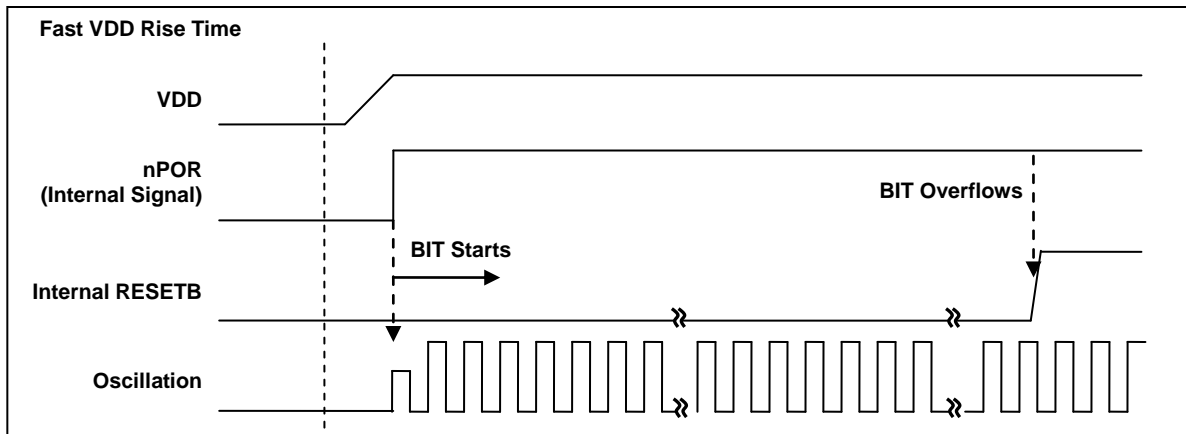 Fast VDD Rise Time
VDD
nPOR
(Internal Signal)
BIT Overflows
BIT Starts
Internal RESETB
Oscillation